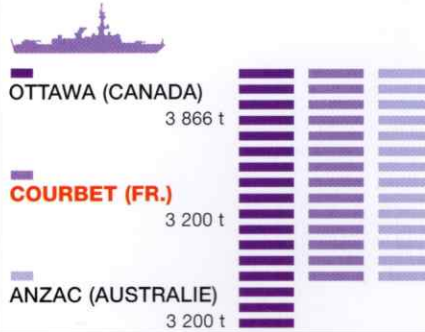 OTTAWA (CANADA)
3 866 t
COURBET (FR.)
3 200 t
ANZAC (AUSTRALIE)
3 200 t